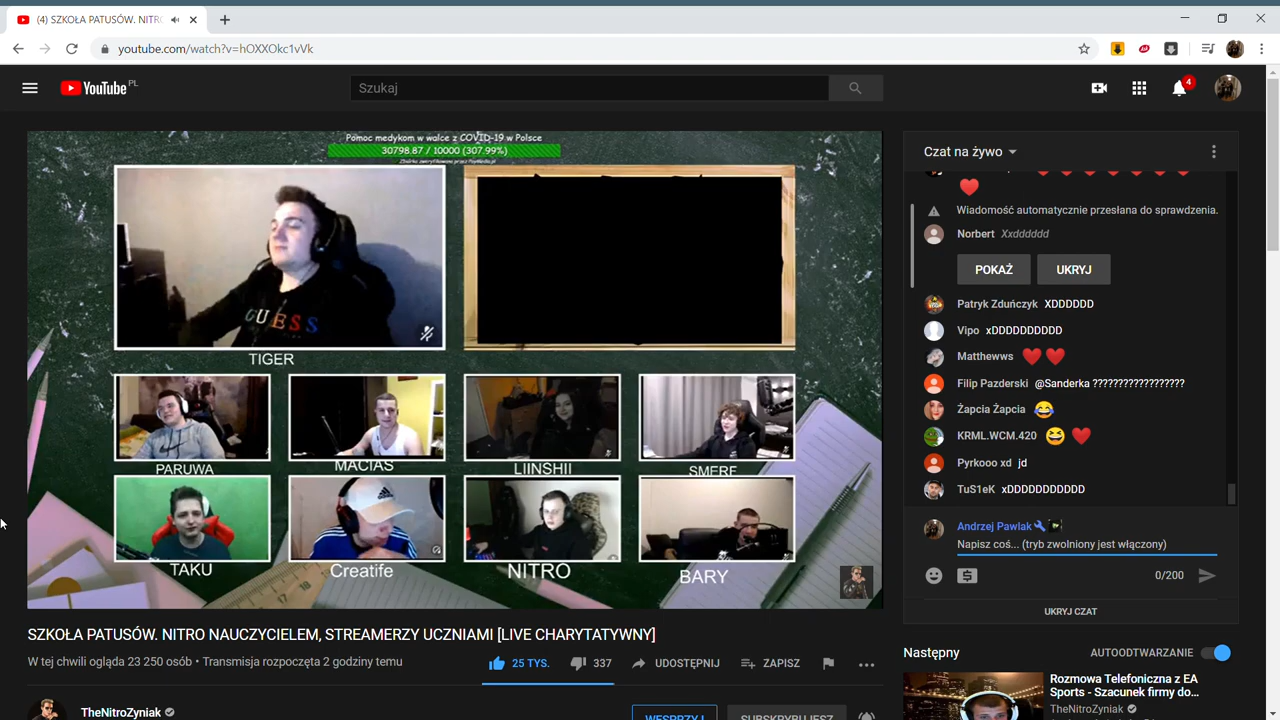 (4) SZKOŁA PATUSÓW. NITRO
youtube.com/watch?v=hOXXOkc1vVk
YouTube PL
Szukaj
4
Pomoc medykom w walce z COVID-19 w Polsce
30798.87 / 10000 (307.99%)
GUESS
TIGER
PARUWA
MACIAS
LIINSHII
SMERF
TAKU
Creatife
NITRO
BARY
Czat na żywo
Wiadomość automatycznie przesłana do sprawdzenia.
Norbert Xxdddddd
POKAŻ UKRYJ
Patryk Zduńczyk XDDDDDD
Vipo xDDDDDDDDDD
Matthewws ❤️ ❤️
Filip Pazderski @Sanderka ??????????????????
Żapcia Żapcia 😂
KRML.WCM.420 😆 ❤️
Pyrkooo xd jd
TuS1eK xDDDDDDDDDDD
Andrzej Pawlak
Napisz coś... (tryb zwolniony jest włączony)
0/200
UKRYJ CZAT
SZKOŁA PATUSÓW. NITRO NAUCZYCIELEM, STREAMERZY UCZNIAMI [LIVE CHARYTATYWNY]
W tej chwili ogląda 23 250 osób • Transmisja rozpoczęta 2 godziny temu
25 TYS. 337 UDOSTĘPNIJ ZAPISZ
TheNitroZyniak
WESPRZYJ SUBSKRYBUJESZ
Następny AUTOODTWARZANIE
Rozmowa Telefoniczna z EA
Sports - Szacunek firmy do...
TheNitroZyniak